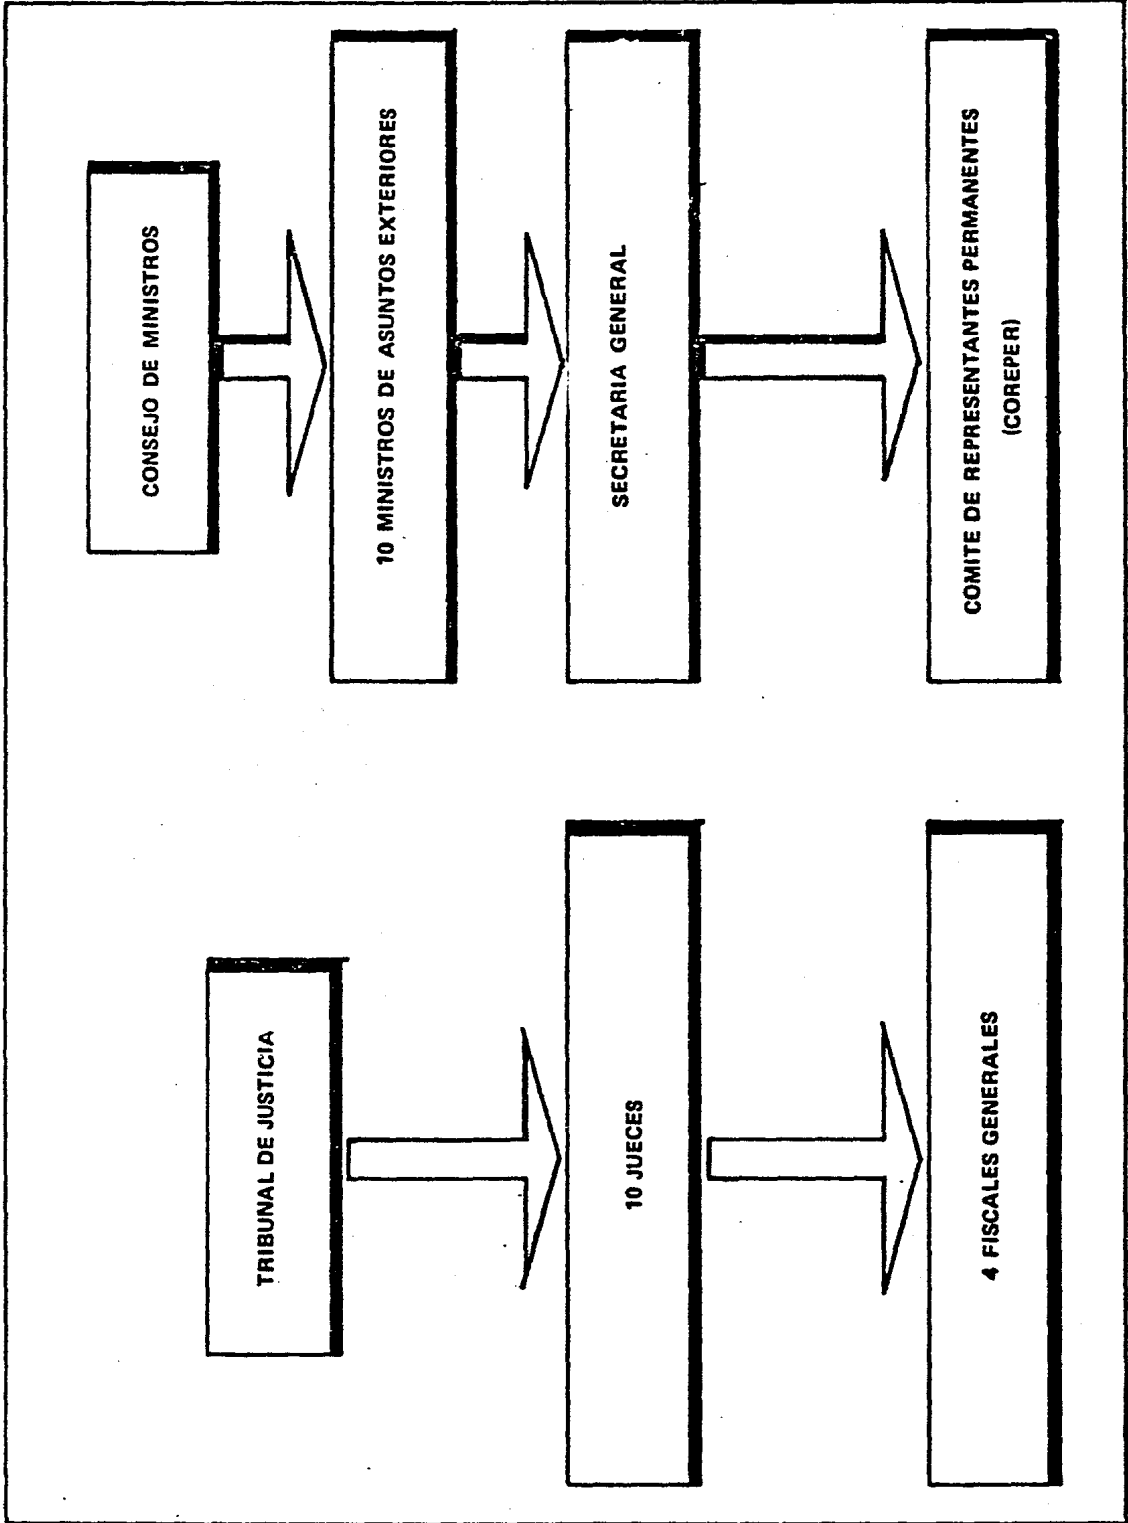 TRIBUNAL DE JUSTICIA
10 JUECES
4 FISCALES GENERALES
CONSEJO DE MINISTROS
10 MINISTROS DE ASUNTOS EXTERIORES
SECRETARIA GENERAL
COMITE DE REPRESENTANTES PERMANENTES
(COREPER)